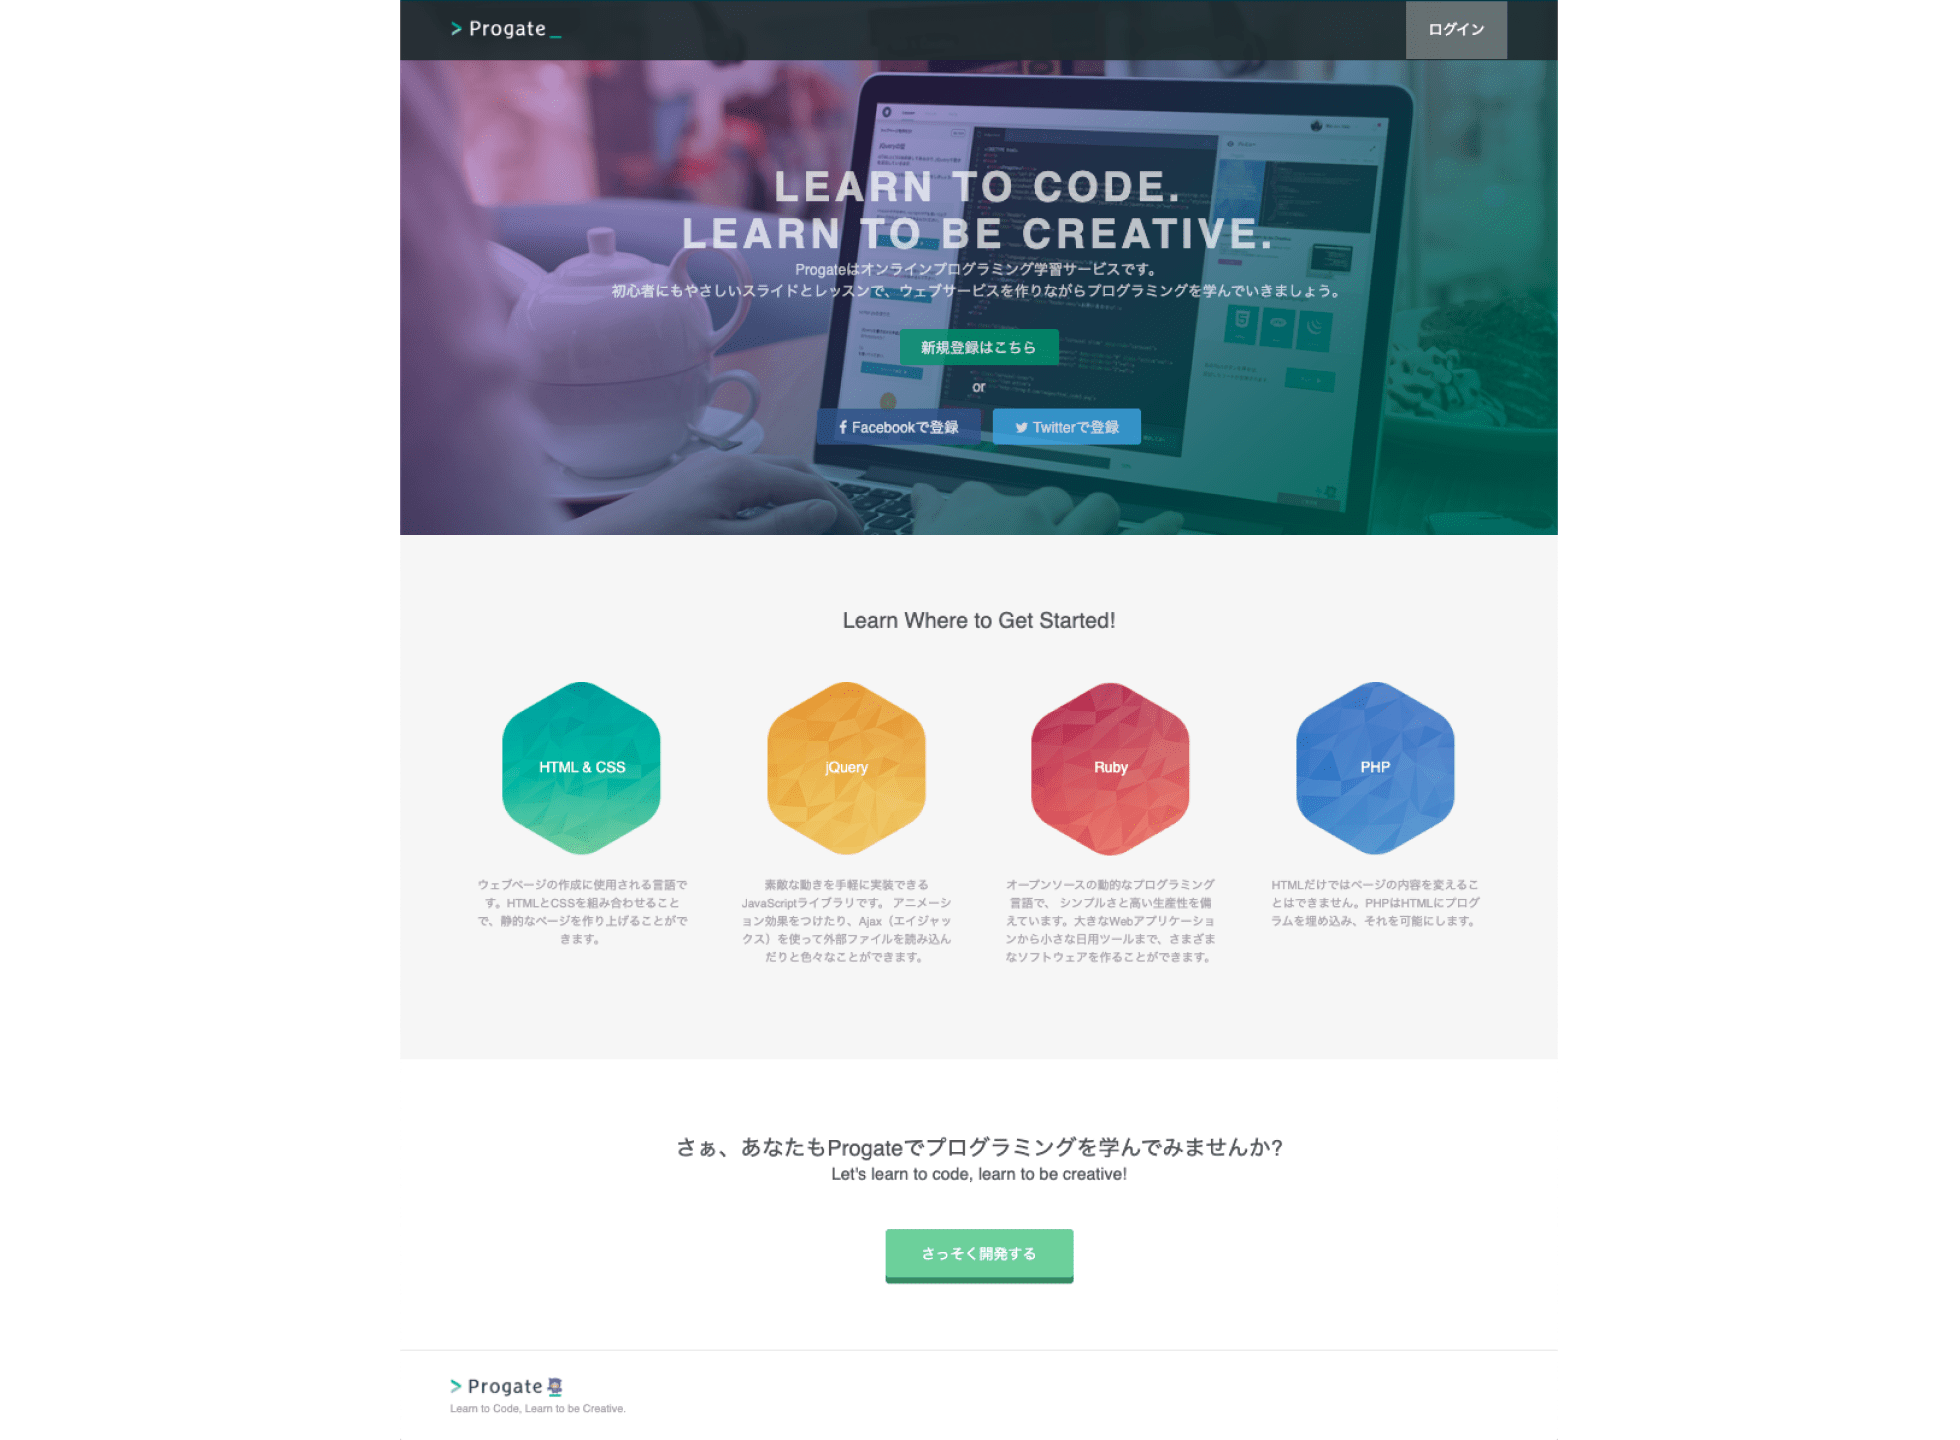 > Progate _
ログイン
LEARN TO CODE.
LEARN TO BE CREATIVE.
Progateはオンラインプログラミング学習サービスです。
初心者にもやさしいスライドとレッスンで、ウェブサービスを作りながらプログラミングを学んでいきましょう。
新規登録はこちら
or
Facebookで登録
Twitterで登録
Learn Where to Get Started!
HTML & CSS
jQuery
Ruby
PHP
ウェブページの作成に使用される言語で
す。HTMLとCSSを組み合わせること
で、静的なページを作り上げることがで
きます。
素敵な動きを手軽に実装できる
JavaScriptライブラリです。 アニメーシ
ョン効果をつけたり、Ajax（エイジャッ
クス）を使って外部ファイルを読み込ん
だりと色々なことができます。
オープンソースの動的なプログラミング
言語で、 シンプルさと高い生産性を備
えています。大きなWebアプリケーショ
ンから小さな日用ツールまで、さまざま
なソフトウェアを作ることができます。
HTMLだけではページの内容を変えるこ
とはできません。PHPはHTMLにプログ
ラムを埋め込み、それを可能にします。
さぁ、あなたもProgateでプログラミングを学んでみませんか?
Let's learn to code, learn to be creative!
さっそく開発する
> Progate
Learn to Code, Learn to be Creative.